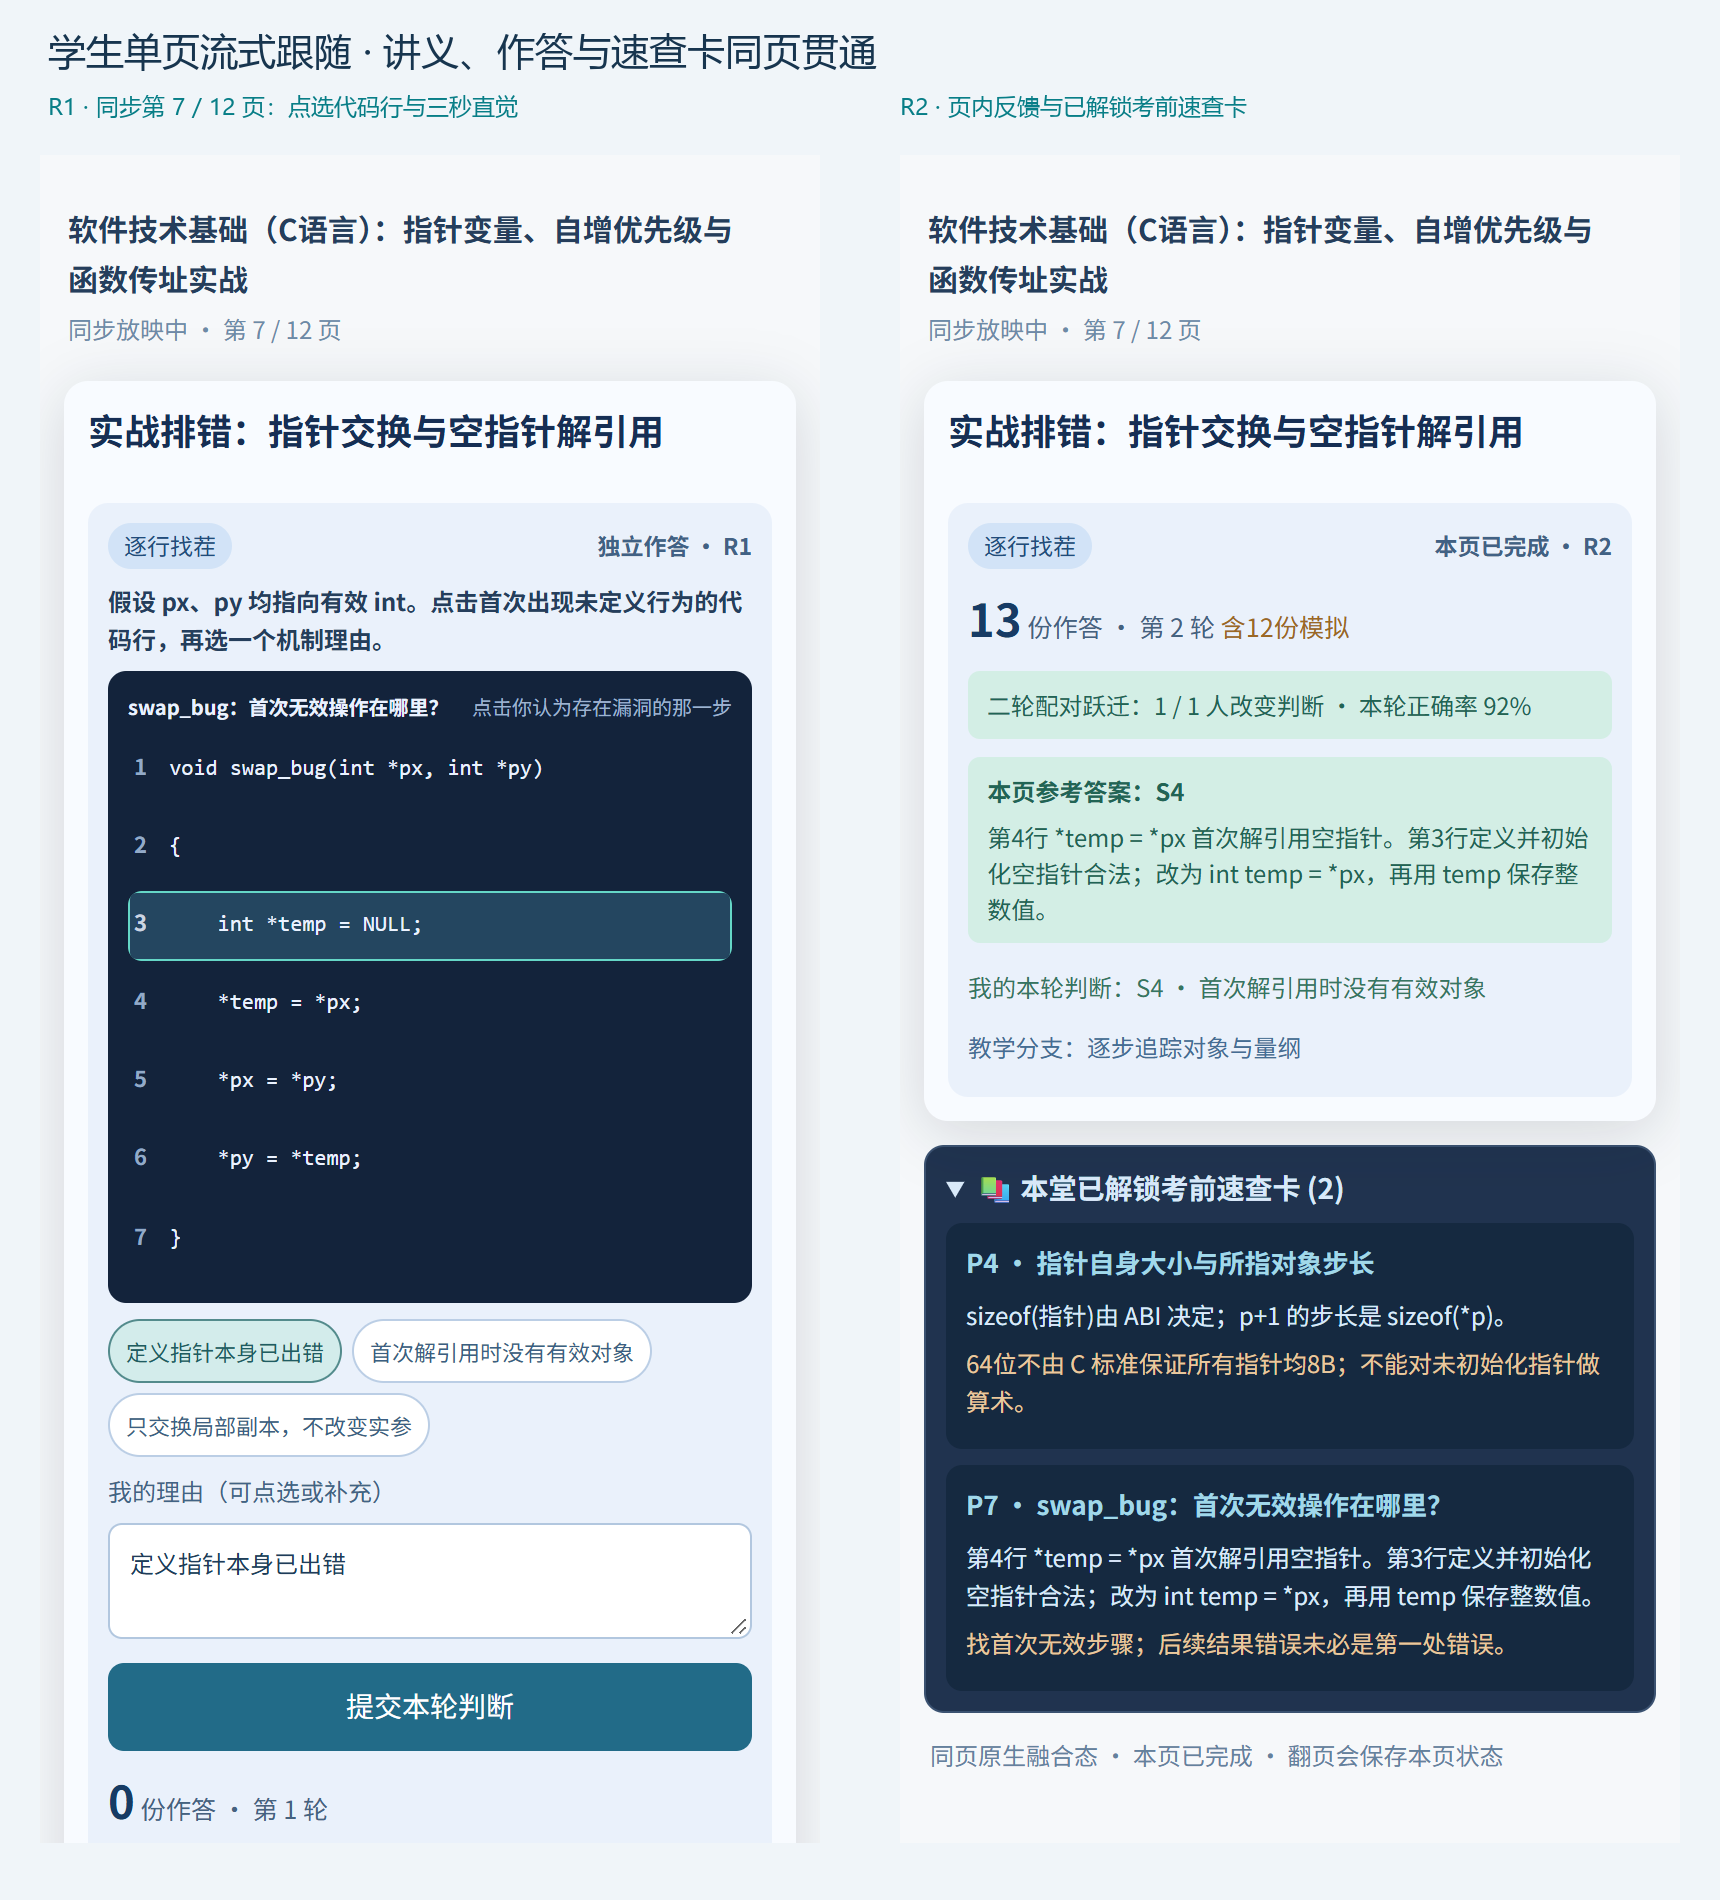 学生单页流式跟随 · 讲义、作答与速查卡同页贯通
R1 · 同步第 7 / 12 页：点选代码行与三秒直觉
软件技术基础（C语言）：指针变量、自增优先级与
函数传址实战
同步放映中 • 第 7 / 12 页
实战排错：指针交换与空指针解引用
逐行找茬
独立作答 • R1
假设 px、py 均指向有效 int。点击首次出现未定义行为的代
码行，再选一个机制理由。
swap_bug：首次无效操作在哪里？ 点击你认为存在漏洞的那一步
1 void swap_bug(int *px, int *py)
2 {
3 int *temp = NULL;
4 *temp = *px;
5 *px = *py;
6 *py = *temp;
7 }
定义指针本身已出错
首次解引用时没有有效对象
只交换局部副本，不改变实参
我的理由（可点选或补充）
定义指针本身已出错
提交本轮判断
0 份作答 • 第 1 轮
R2 · 页内反馈与已解锁考前速查卡
软件技术基础（C语言）：指针变量、自增优先级与
函数传址实战
同步放映中 • 第 7 / 12 页
实战排错：指针交换与空指针解引用
逐行找茬
本页已完成 • R2
13 份作答 • 第 2 轮 含12份模拟
二轮配对跃迁：1 / 1 人改变判断 • 本轮正确率 92%
本页参考答案：S4
第4行 *temp = *px 首次解引用空指针。第3行定义并初始
化空指针合法；改为 int temp = *px，再用 temp 保存整
数值。
我的本轮判断：S4 • 首次解引用时没有有效对象
教学分支：逐步追踪对象与量纲
▼ 📚 本堂已解锁考前速查卡 (2)
P4 • 指针自身大小与所指对象步长
sizeof(指针)由 ABI 决定；p+1 的步长是 sizeof(*p)。
64位不由 C 标准保证所有指针均8B；不能对未初始化指针做
算术。
P7 • swap_bug：首次无效操作在哪里？
第4行 *temp = *px 首次解引用空指针。第3行定义并初始化
空指针合法；改为 int temp = *px，再用 temp 保存整数值。
找首次无效步骤；后续结果错误未必是第一处错误。
同页原生融合态 • 本页已完成 • 翻页会保存本页状态